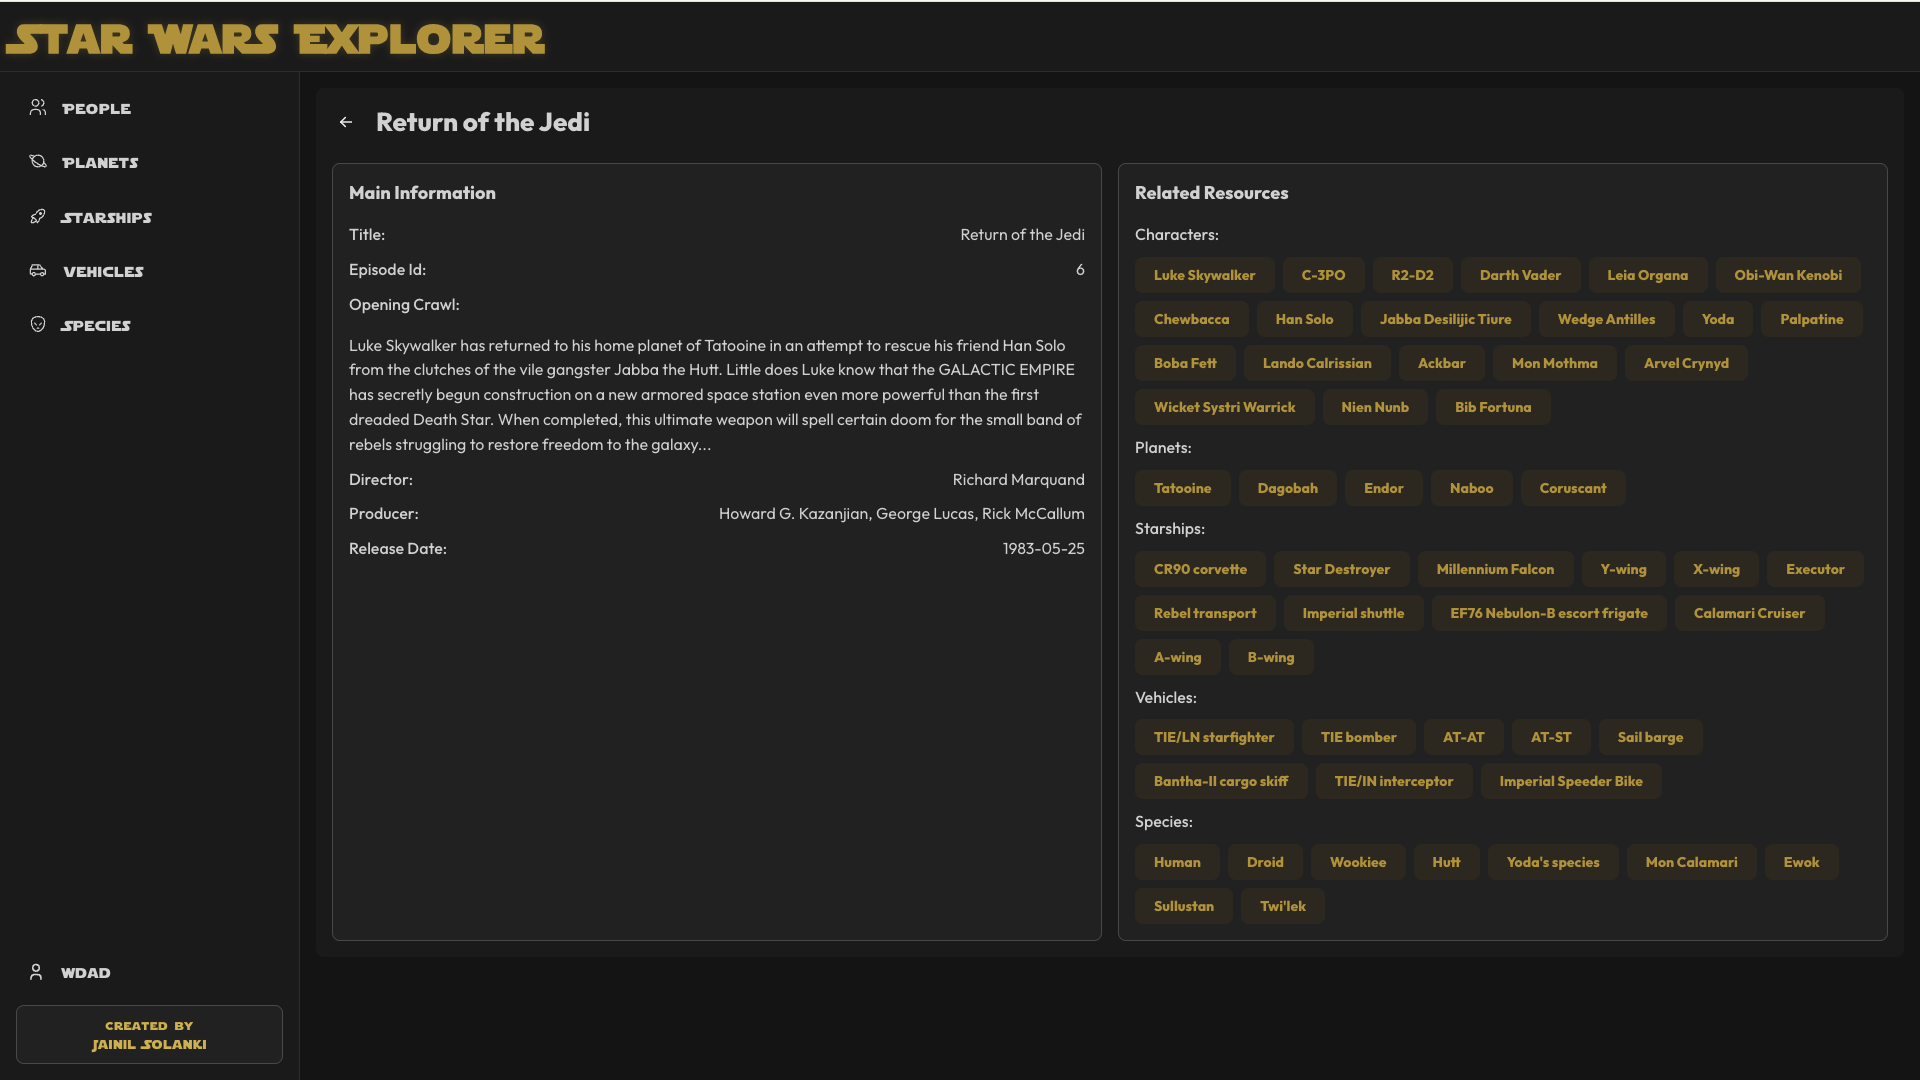 STAR WARS EXPLORER
PEOPLE
PLANETS
STARSHIPS
VEHICLES
SPECIES
WDAD
CREATED BY
JAINIL SOLANKI
Return of the Jedi
Main Information
Title: Return of the Jedi
Episode Id: 6
Opening Crawl:
Luke Skywalker has returned to his home planet of Tatooine in an attempt to rescue his friend Han Solo
from the clutches of the vile gangster Jabba the Hutt. Little does Luke know that the GALACTIC EMPIRE
has secretly begun construction on a new armored space station even more powerful than the first
dreaded Death Star. When completed, this ultimate weapon will spell certain doom for the small band of
rebels struggling to restore freedom to the galaxy...
Director: Richard Marquand
Producer: Howard G. Kazanjian, George Lucas, Rick McCallum
Release Date: 1983-05-25
Related Resources
Characters:
Luke Skywalker C-3PO R2-D2 Darth Vader Leia Organa Obi-Wan Kenobi
Chewbacca Han Solo Jabba Desilijic Tiure Wedge Antilles Yoda Palpatine
Boba Fett Lando Calrissian Ackbar Mon Mothma Arvel Crynyd
Wicket Systri Warrick Nien Nunb Bib Fortuna
Planets:
Tatooine Dagobah Endor Naboo Coruscant
Starships:
CR90 corvette Star Destroyer Millennium Falcon Y-wing X-wing Executor
Rebel transport Imperial shuttle EF76 Nebulon-B escort frigate Calamari Cruiser
A-wing B-wing
Vehicles:
TIE/LN starfighter TIE bomber AT-AT AT-ST Sail barge
Bantha-II cargo skiff TIE/IN interceptor Imperial Speeder Bike
Species:
Human Droid Wookiee Hutt Yoda's species Mon Calamari Ewok
Sullustan Twi'lek